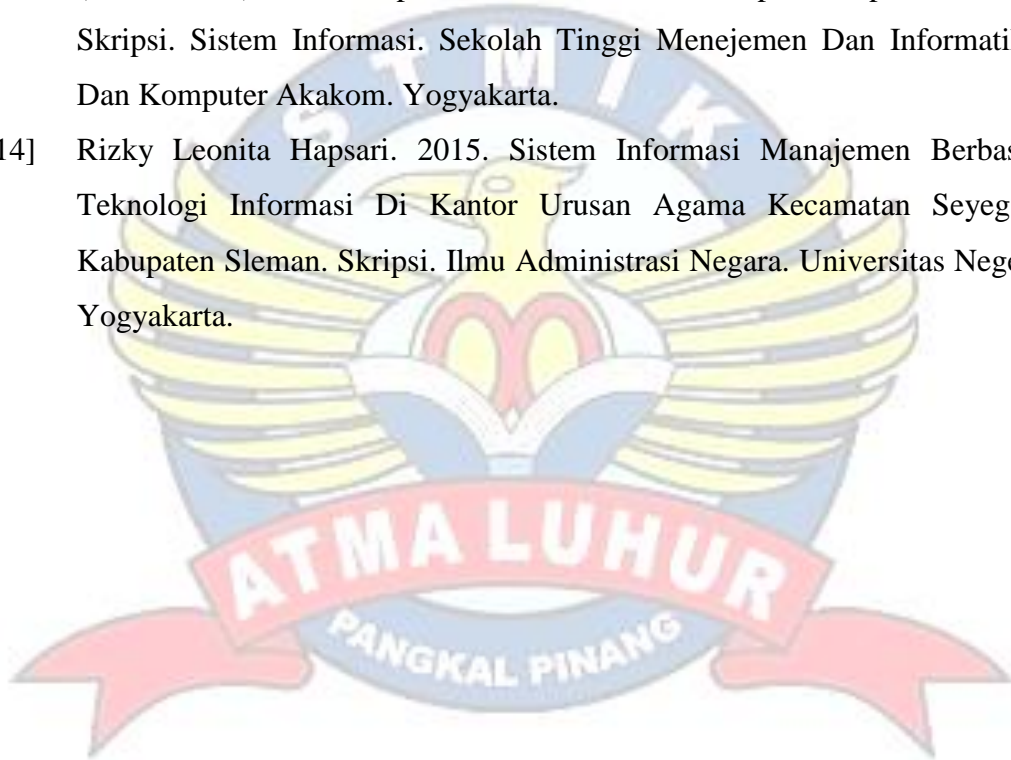 Skripsi. Sistem Informasi. Sekolah Tinggi Menejemen Dan Informati
Dan Komputer Akakom. Yogyakarta.
14] Rizky Leonita Hapsari. 2015. Sistem Informasi Manajemen Berbas
Teknologi Informasi Di Kantor Urusan Agama Kecamatan Seyeg
Kabupaten Sleman. Skripsi. Ilmu Administrasi Negara. Universitas Nege
Yogyakarta.
STMIK
ATMA LUHUR
PANGKAL PINANG